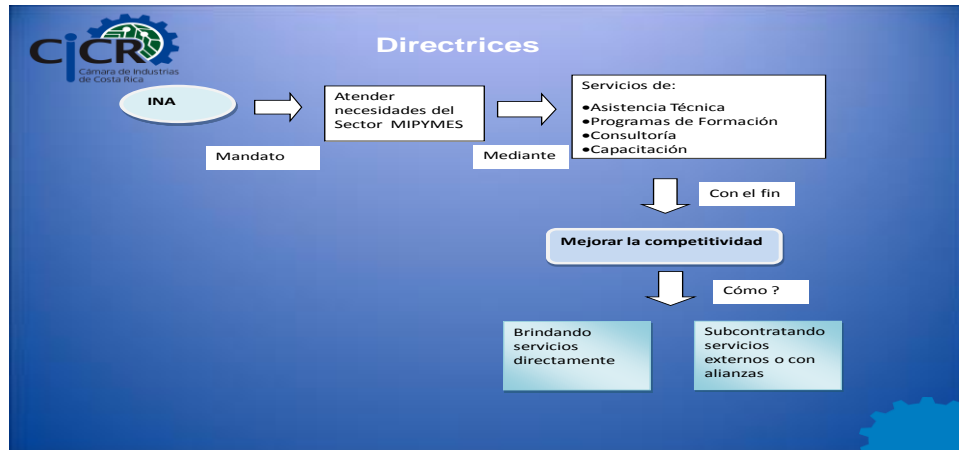 CiCR
Cámara de Industrias
de Costa Rica
Directrices
INA
Mandato
Atender
necesidades del
Sector MIPYMES
Mediante
Servicios de:
•Asistencia Técnica
•Programas de Formación
•Consultoría
•Capacitación
Con el fin
Mejorar la competitividad
Cómo ?
Brindando
servicios
directamente
Subcontratando
servicios
externos o con
alianzas